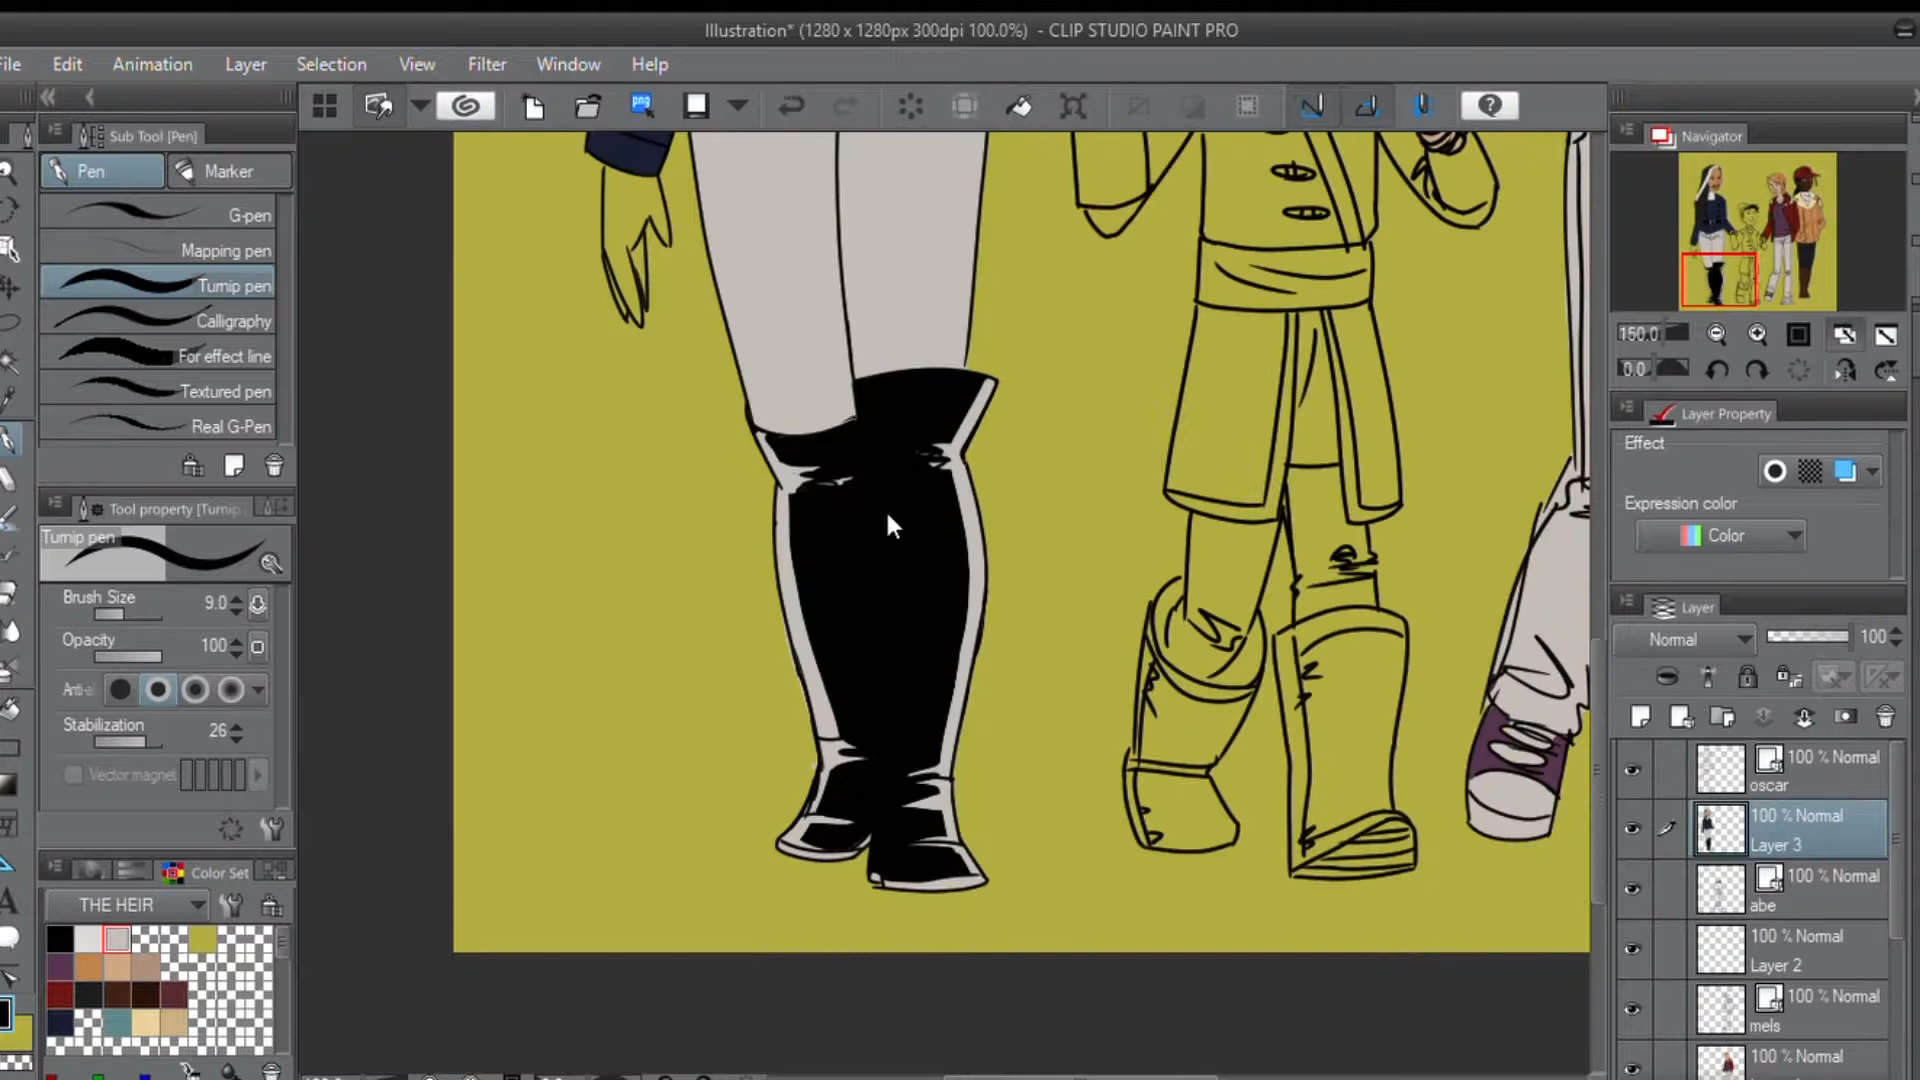 Illustration* (1280 x 1280px 300dpi 100.0%) - CLIP STUDIO PAINT PRO
File Edit Animation Layer Selection View Filter Window Help
Sub Tool [Pen]
Pen Marker
G-pen
Mapping pen
Turnip pen
Calligraphy
For effect line
Textured pen
Real G-Pen
Tool property [Turnip
Turnip pen
Brush Size 9.0
Opacity 100
Anti-al
Stabilization 26
Vector magnet
Color Set
THE HEIR
png
Navigator
150.0
0.0
Layer Property
Effect
Expression color
Color
Layer
Normal 100
100 % Normal
oscar
100 % Normal
Layer 3
100 % Normal
abe
100 % Normal
Layer 2
100 % Normal
mels
100 % Normal